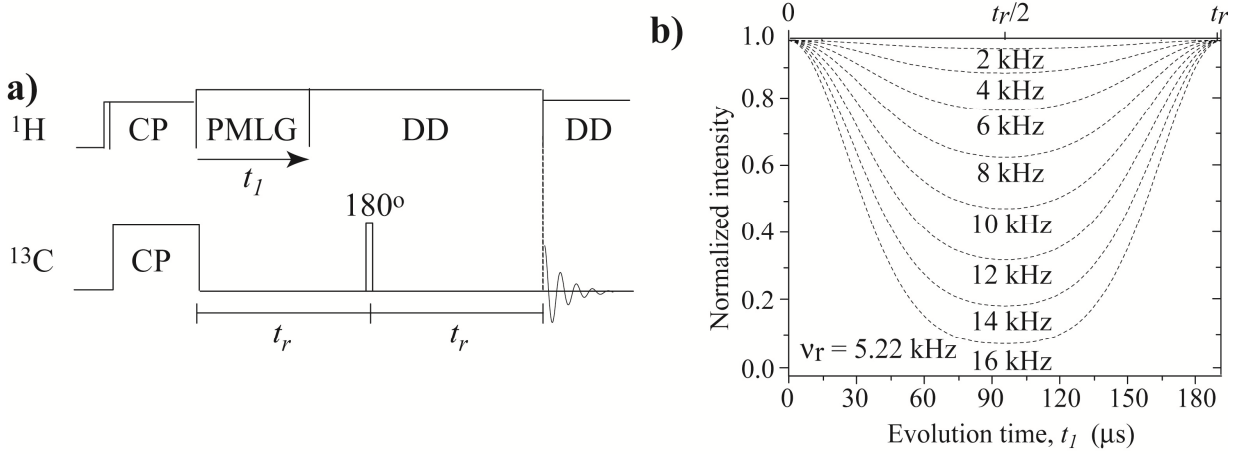 a)
¹H
CP
PMLG
DD
DD
t₁
180º
¹³C
CP
tᵣ
tᵣ
b)
0
tᵣ/2
tᵣ
Normalized intensity
1.0
0.8
0.6
0.4
0.2
0.0
2 kHz
4 kHz
6 kHz
8 kHz
10 kHz
12 kHz
14 kHz
16 kHz
νr = 5.22 kHz
0 30 60 90 120 150 180
Evolution time, t₁ (μs)